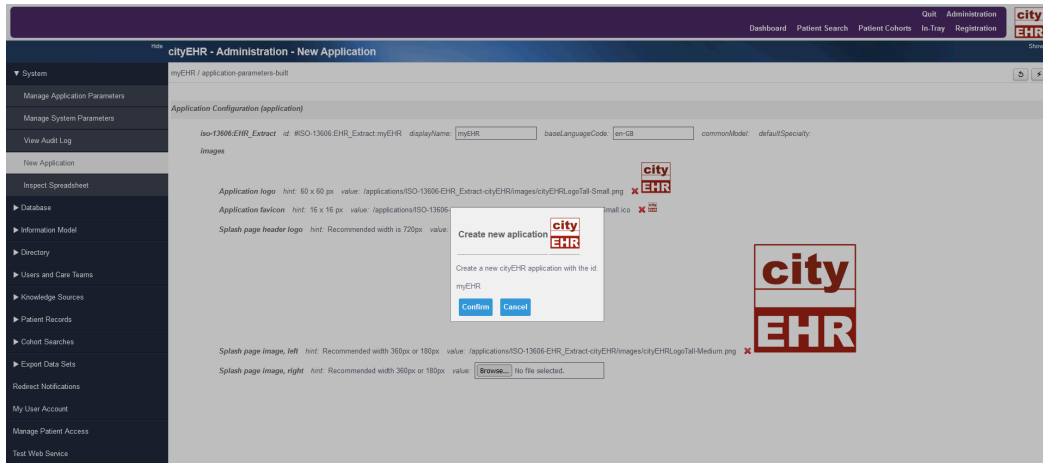 Quit Administration
city
EHR
Dashboard Patient Search Patient Cohorts In-Tray Registration
Hide
cityEHR - Administration - New Application
Show
▼ System
myEHR / application-parameters-built
Manage Application Parameters
Application Configuration (application)
Manage System Parameters
iso-13606:EHR_Extract id: #ISO-13606:EHR_Extract:myEHR displayName: myEHR baseLanguageCode: en-GB commonModel: defaultSpecialty:
View Audit Log
images
New Application
city
EHR
Inspect Spreadsheet
Application logo hint: 60 x 60 px value: /applications/ISO-13606-EHR_Extract-cityEHR/images/cityEHRLogoTall-Small.png
▶ Database
Application favicon hint: 16 x 16 px value: /applications/ISO-13606- Small.ico
▶ Information Model
Splash page header logo hint: Recommended width is 720px value:
Create new aplication
city
EHR
▶ Directory
Create a new cityEHR application with the id:
▶ Users and Care Teams
myEHR
▶ Knowledge Sources
Confirm Cancel
▶ Patient Records
city
EHR
▶ Cohort Searches
Splash page image, left hint: Recommended width 360px or 180px value: /applications/ISO-13606-EHR_Extract-cityEHR/images/cityEHRLogoTall-Medium.png
▶ Export Data Sets
Splash page image, right hint: Recommended width 360px or 180px value: Browse... No file selected.
Redirect Notifications
My User Account
Manage Patient Access
Test Web Service